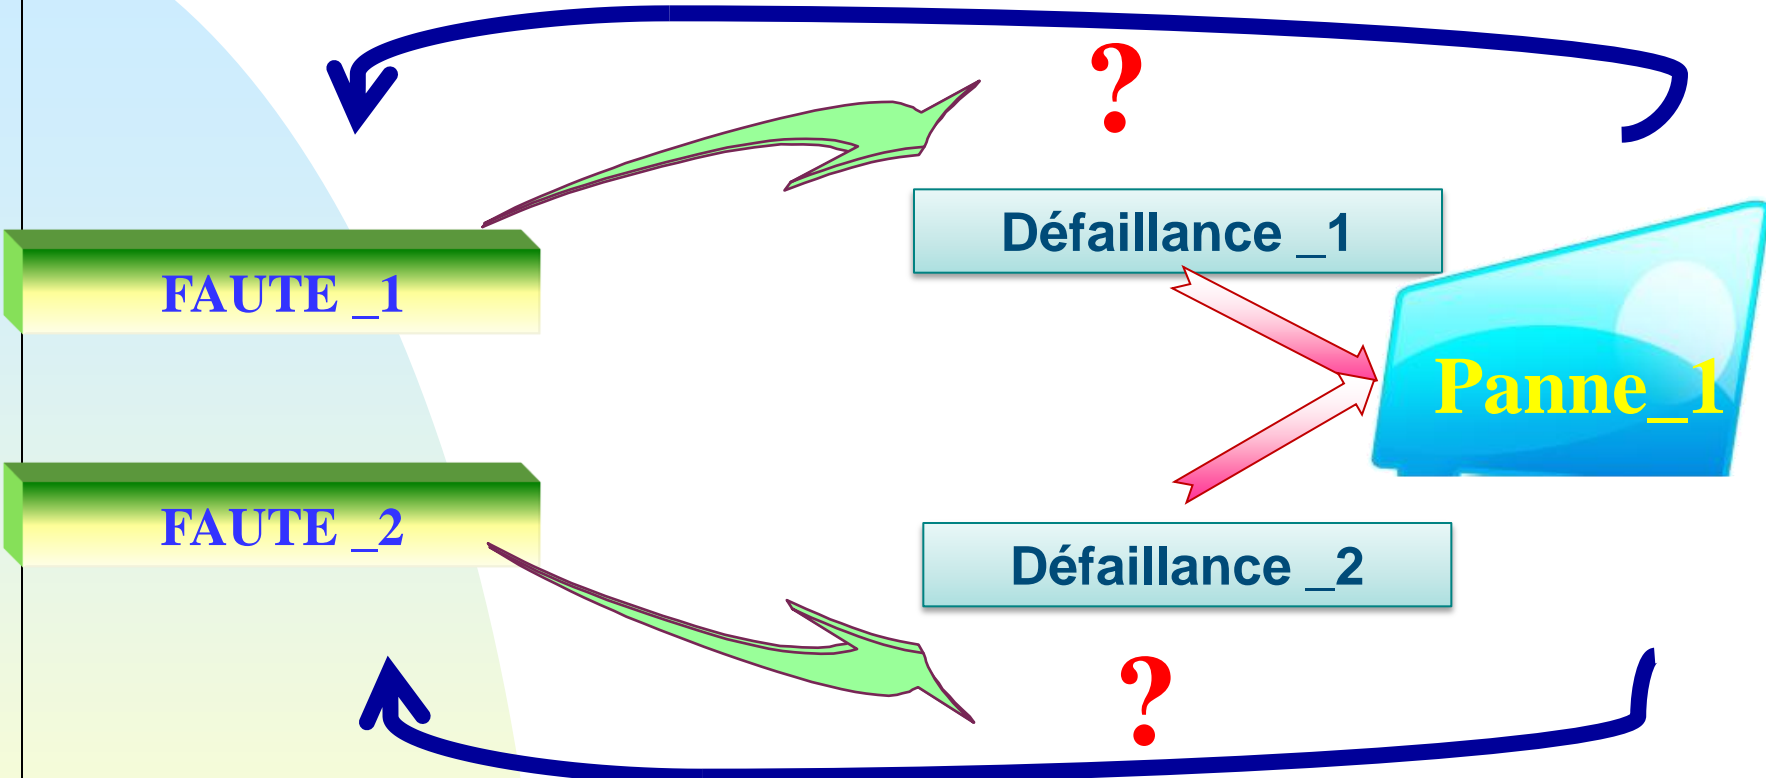 ?
Défaillance _1
FAUTE _1
Panne_1
FAUTE _2
Défaillance _2
?